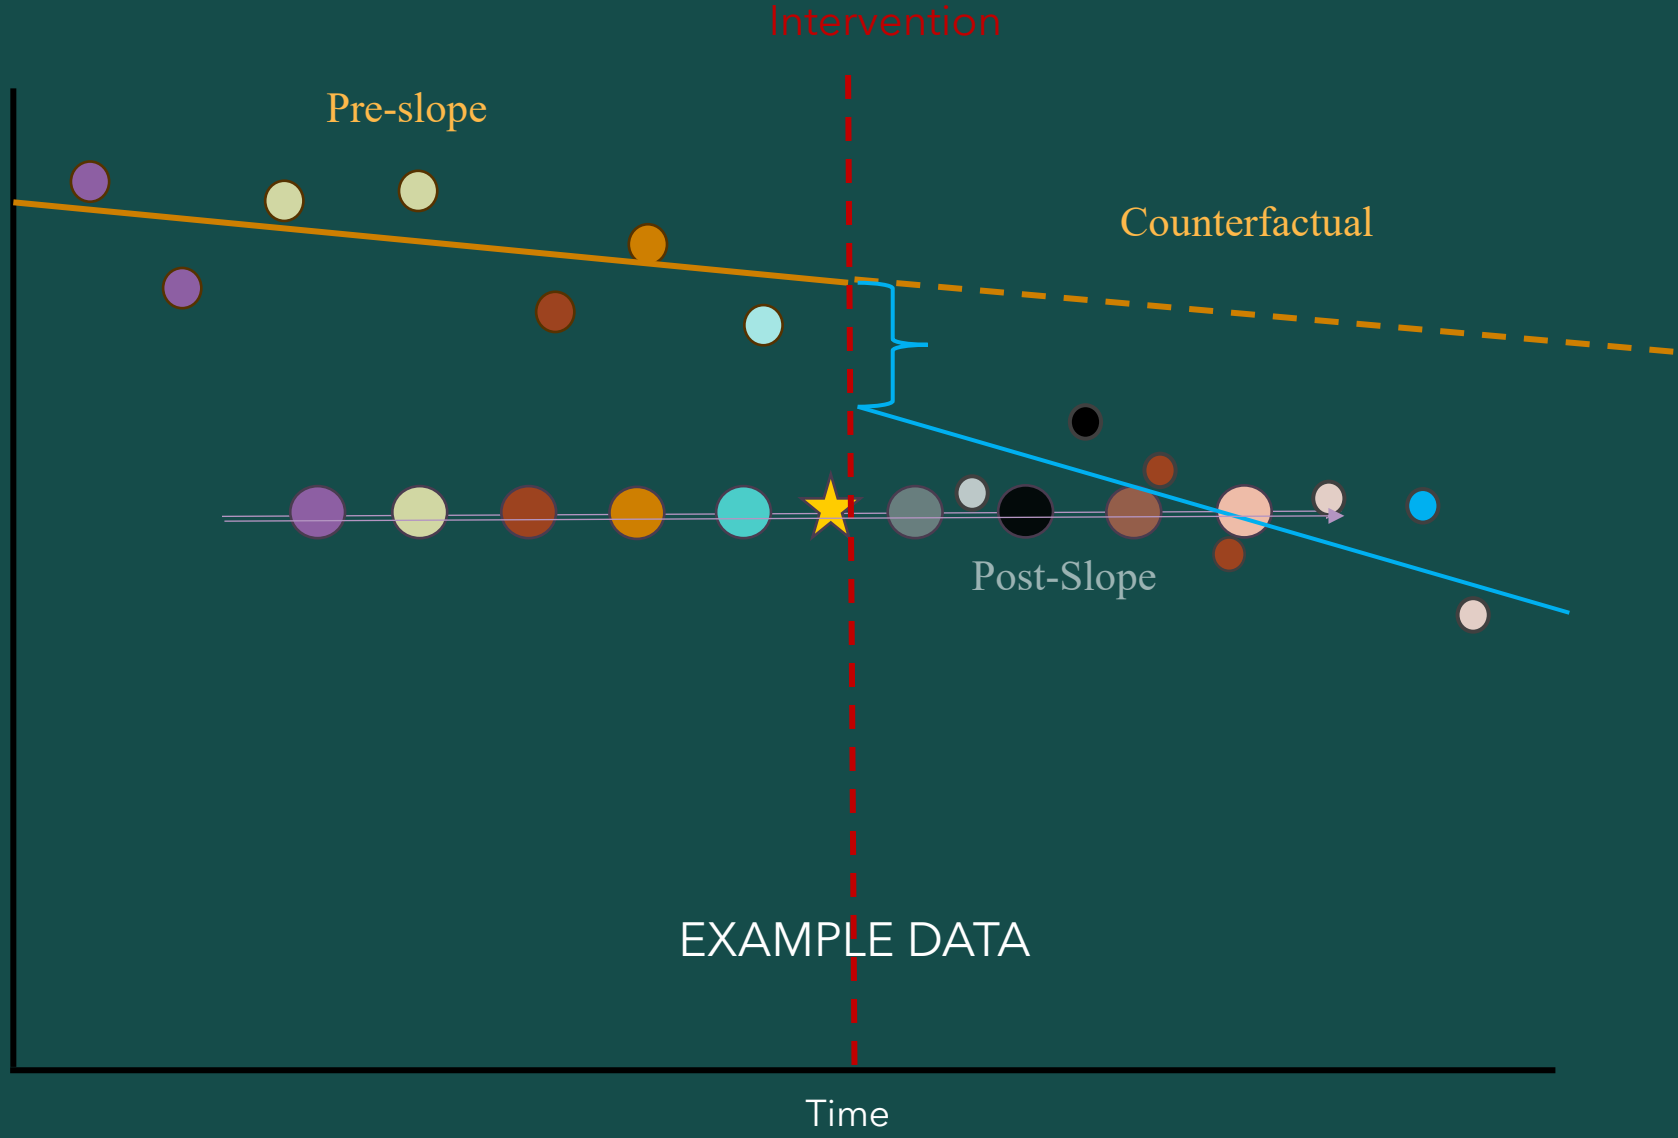 Intervention
Pre-slope
Counterfactual
Post-Slope
EXAMPLE DATA
Time